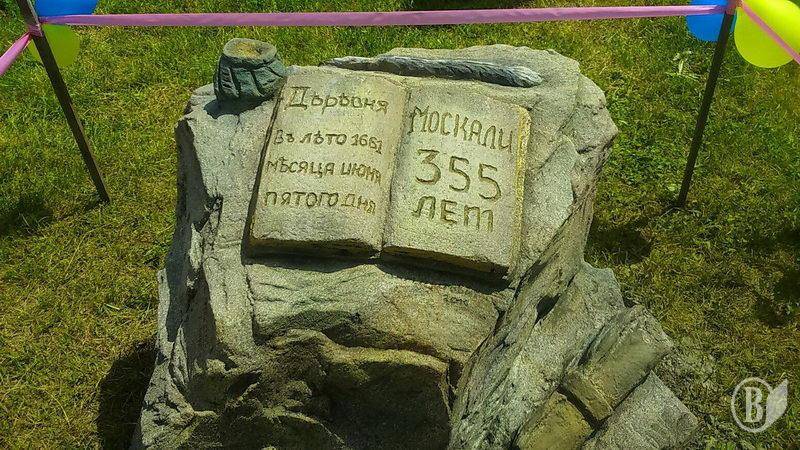 Дѣрѣвня
въ лѣто 1661
мѣсяца июня
пятого дня
МОСКАЛИ
355
ЛЕТ
В